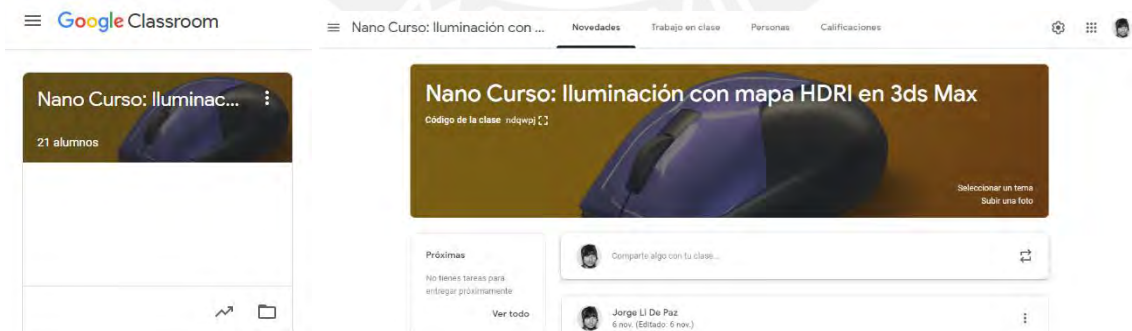 Google Classroom
Nano Curso: Iluminac...
21 alumnos
Nano Curso: Iluminación con ...
Novedades
Trabajo en clase
Personas
Calificaciones
Nano Curso: Iluminación con mapa HDRI en 3ds Max
Código de la clase ndqwpj
Seleccionar un tema
Subir una foto
Próximas
No tienes tareas para
entregar próximamente
Ver todo
Comparte algo con tu clase...
Jorge LI De Paz
6 nov. (Editado: 6 nov.)